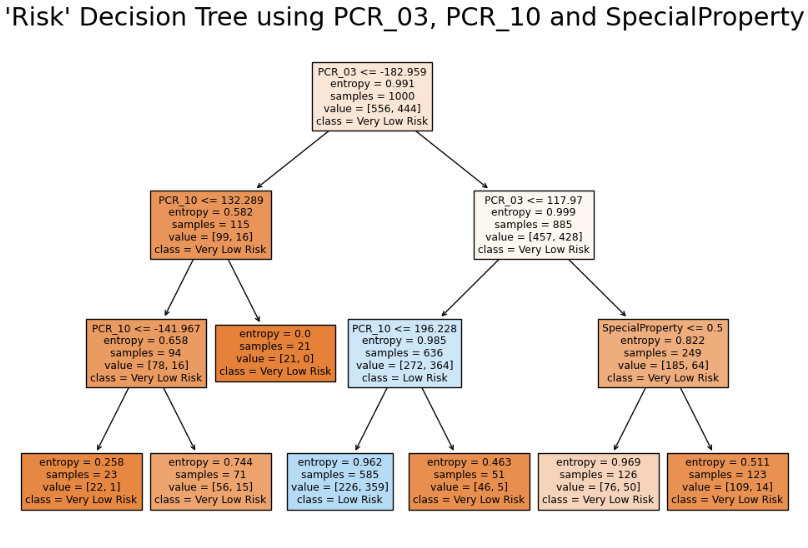 'Risk' Decision Tree using PCR_03, PCR_10 and SpecialProperty
PCR_03 <= -182.959
entropy = 0.991
samples = 1000
value = [556, 444]
class = Very Low Risk
PCR_10 <= 132.289
entropy = 0.582
samples = 115
value = [99, 16]
class = Very Low Risk
PCR_03 <= 117.97
entropy = 0.999
samples = 885
value = [457, 428]
class = Very Low Risk
PCR_10 <= -141.967
entropy = 0.658
samples = 94
value = [78, 16]
class = Very Low Risk
entropy = 0.0
samples = 21
value = [21, 0]
class = Very Low Risk
PCR_10 <= 196.228
entropy = 0.985
samples = 636
value = [272, 364]
class = Low Risk
SpecialProperty <= 0.5
entropy = 0.822
samples = 249
value = [185, 64]
class = Very Low Risk
entropy = 0.258
samples = 23
value = [22, 1]
class = Very Low Risk
entropy = 0.744
samples = 71
value = [56, 15]
class = Very Low Risk
entropy = 0.962
samples = 585
value = [226, 359]
class = Low Risk
entropy = 0.463
samples = 51
value = [46, 5]
class = Very Low Risk
entropy = 0.969
samples = 126
value = [76, 50]
class = Very Low Risk
entropy = 0.511
samples = 123
value = [109, 14]
class = Very Low Risk